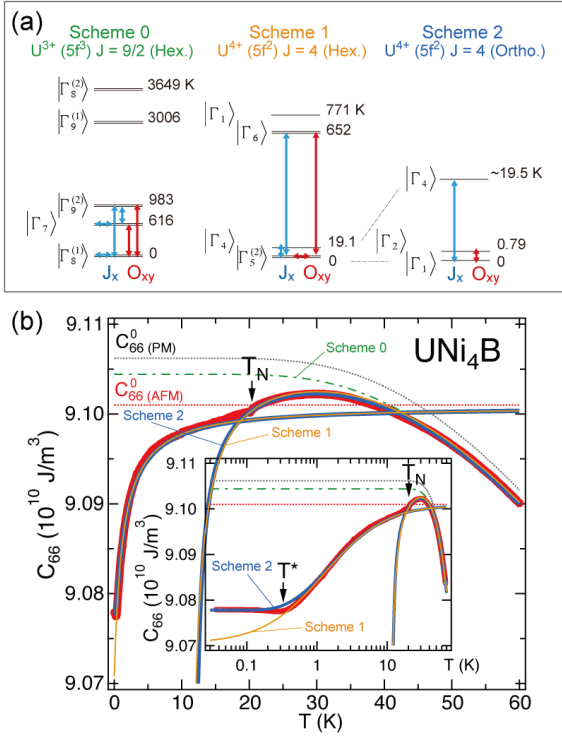 (a)
Scheme 0
U³⁺ (5f³) J = 9/2 (Hex.)
Scheme 1
U⁴⁺ (5f²) J = 4 (Hex.)
Scheme 2
U⁴⁺ (5f²) J = 4 (Ortho.)
|Γ₈⁽²⁾⟩ 3649 K
|Γ₉⁽¹⁾⟩ 3006
|Γ₉⁽²⁾⟩ 983
|Γ₇⟩ 616
|Γ₈⁽¹⁾⟩ 0
Jₓ Oxy
|Γ₁⟩ 771 K
|Γ₆⟩ 652
|Γ₄⟩ 19.1
|Γ₅⁽²⁾⟩ 0
Jₓ Oxy
|Γ₄⟩ ~19.5 K
|Γ₂⟩ 0.79
|Γ₁⟩ 0
Jₓ Oxy
(b)
UNi₄B
C⁰₆₆ (PM)
C⁰₆₆ (AFM)
T_N
Scheme 0
Scheme 2
Scheme 1
C₆₆ (10¹⁰ J/m³)
9.11
9.10
9.09
9.08
9.07
0
10
20
30
40
50
60
T (K)
C₆₆ (10¹⁰ J/m³)
9.11
9.10
9.09
9.08
9.07
T_N
T*
Scheme 2
Scheme 1
0.1
1
10
T (K)